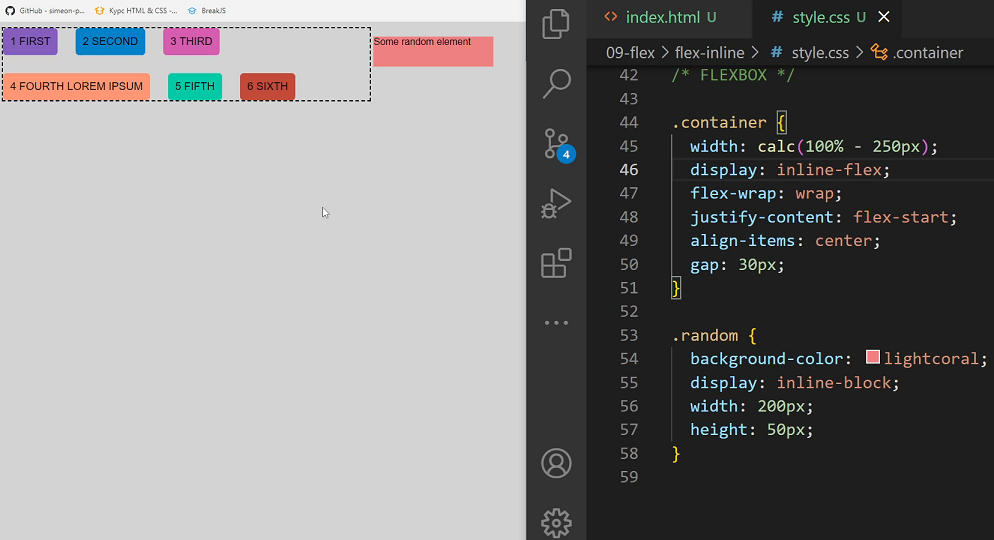 GitHub - simeon-p...
Курс HTML & CSS -...
BreakJS
1 FIRST
2 SECOND
3 THIRD
Some random element
4 FOURTH LOREM IPSUM
5 FIFTH
6 SIXTH
4
index.html U
# style.css U
09-flex > flex-inline > # style.css > .container
42 /* FLEXBOX */
43
44 .container {
45 width: calc(100% - 250px);
46 display: inline-flex;
47 flex-wrap: wrap;
48 justify-content: flex-start;
49 align-items: center;
50 gap: 30px;
51 }
52
53 .random {
54 background-color: lightcoral;
55 display: inline-block;
56 width: 200px;
57 height: 50px;
58 }
59